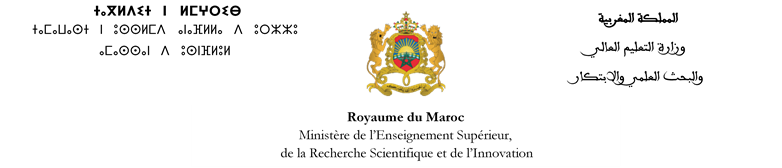 ⵜⴰⴳⵍⴷⵉⵜ ⵏ ⵍⵎⵖⵔⵉⴱ
ⵜⴰⵎⴰⵡⴰⵙⵜ ⵏ ⵓⵙⵙⵍⵎⴷ ⴰⵏⴰⴼⵍⵍⴰ ⴷ ⵓⵔⵣⵣⵓ
ⴰⵎⴰⵙⵙⴰⵏ ⴷ ⵓⵙⵏⴼⵍⵓⵍ
المملكة المغربية
وزارة التعليم العالي
والبحث العلمي والابتكار
Royaume du Maroc
Ministère de l’Enseignement Supérieur,
de la Recherche Scientifique et de l’Innovation